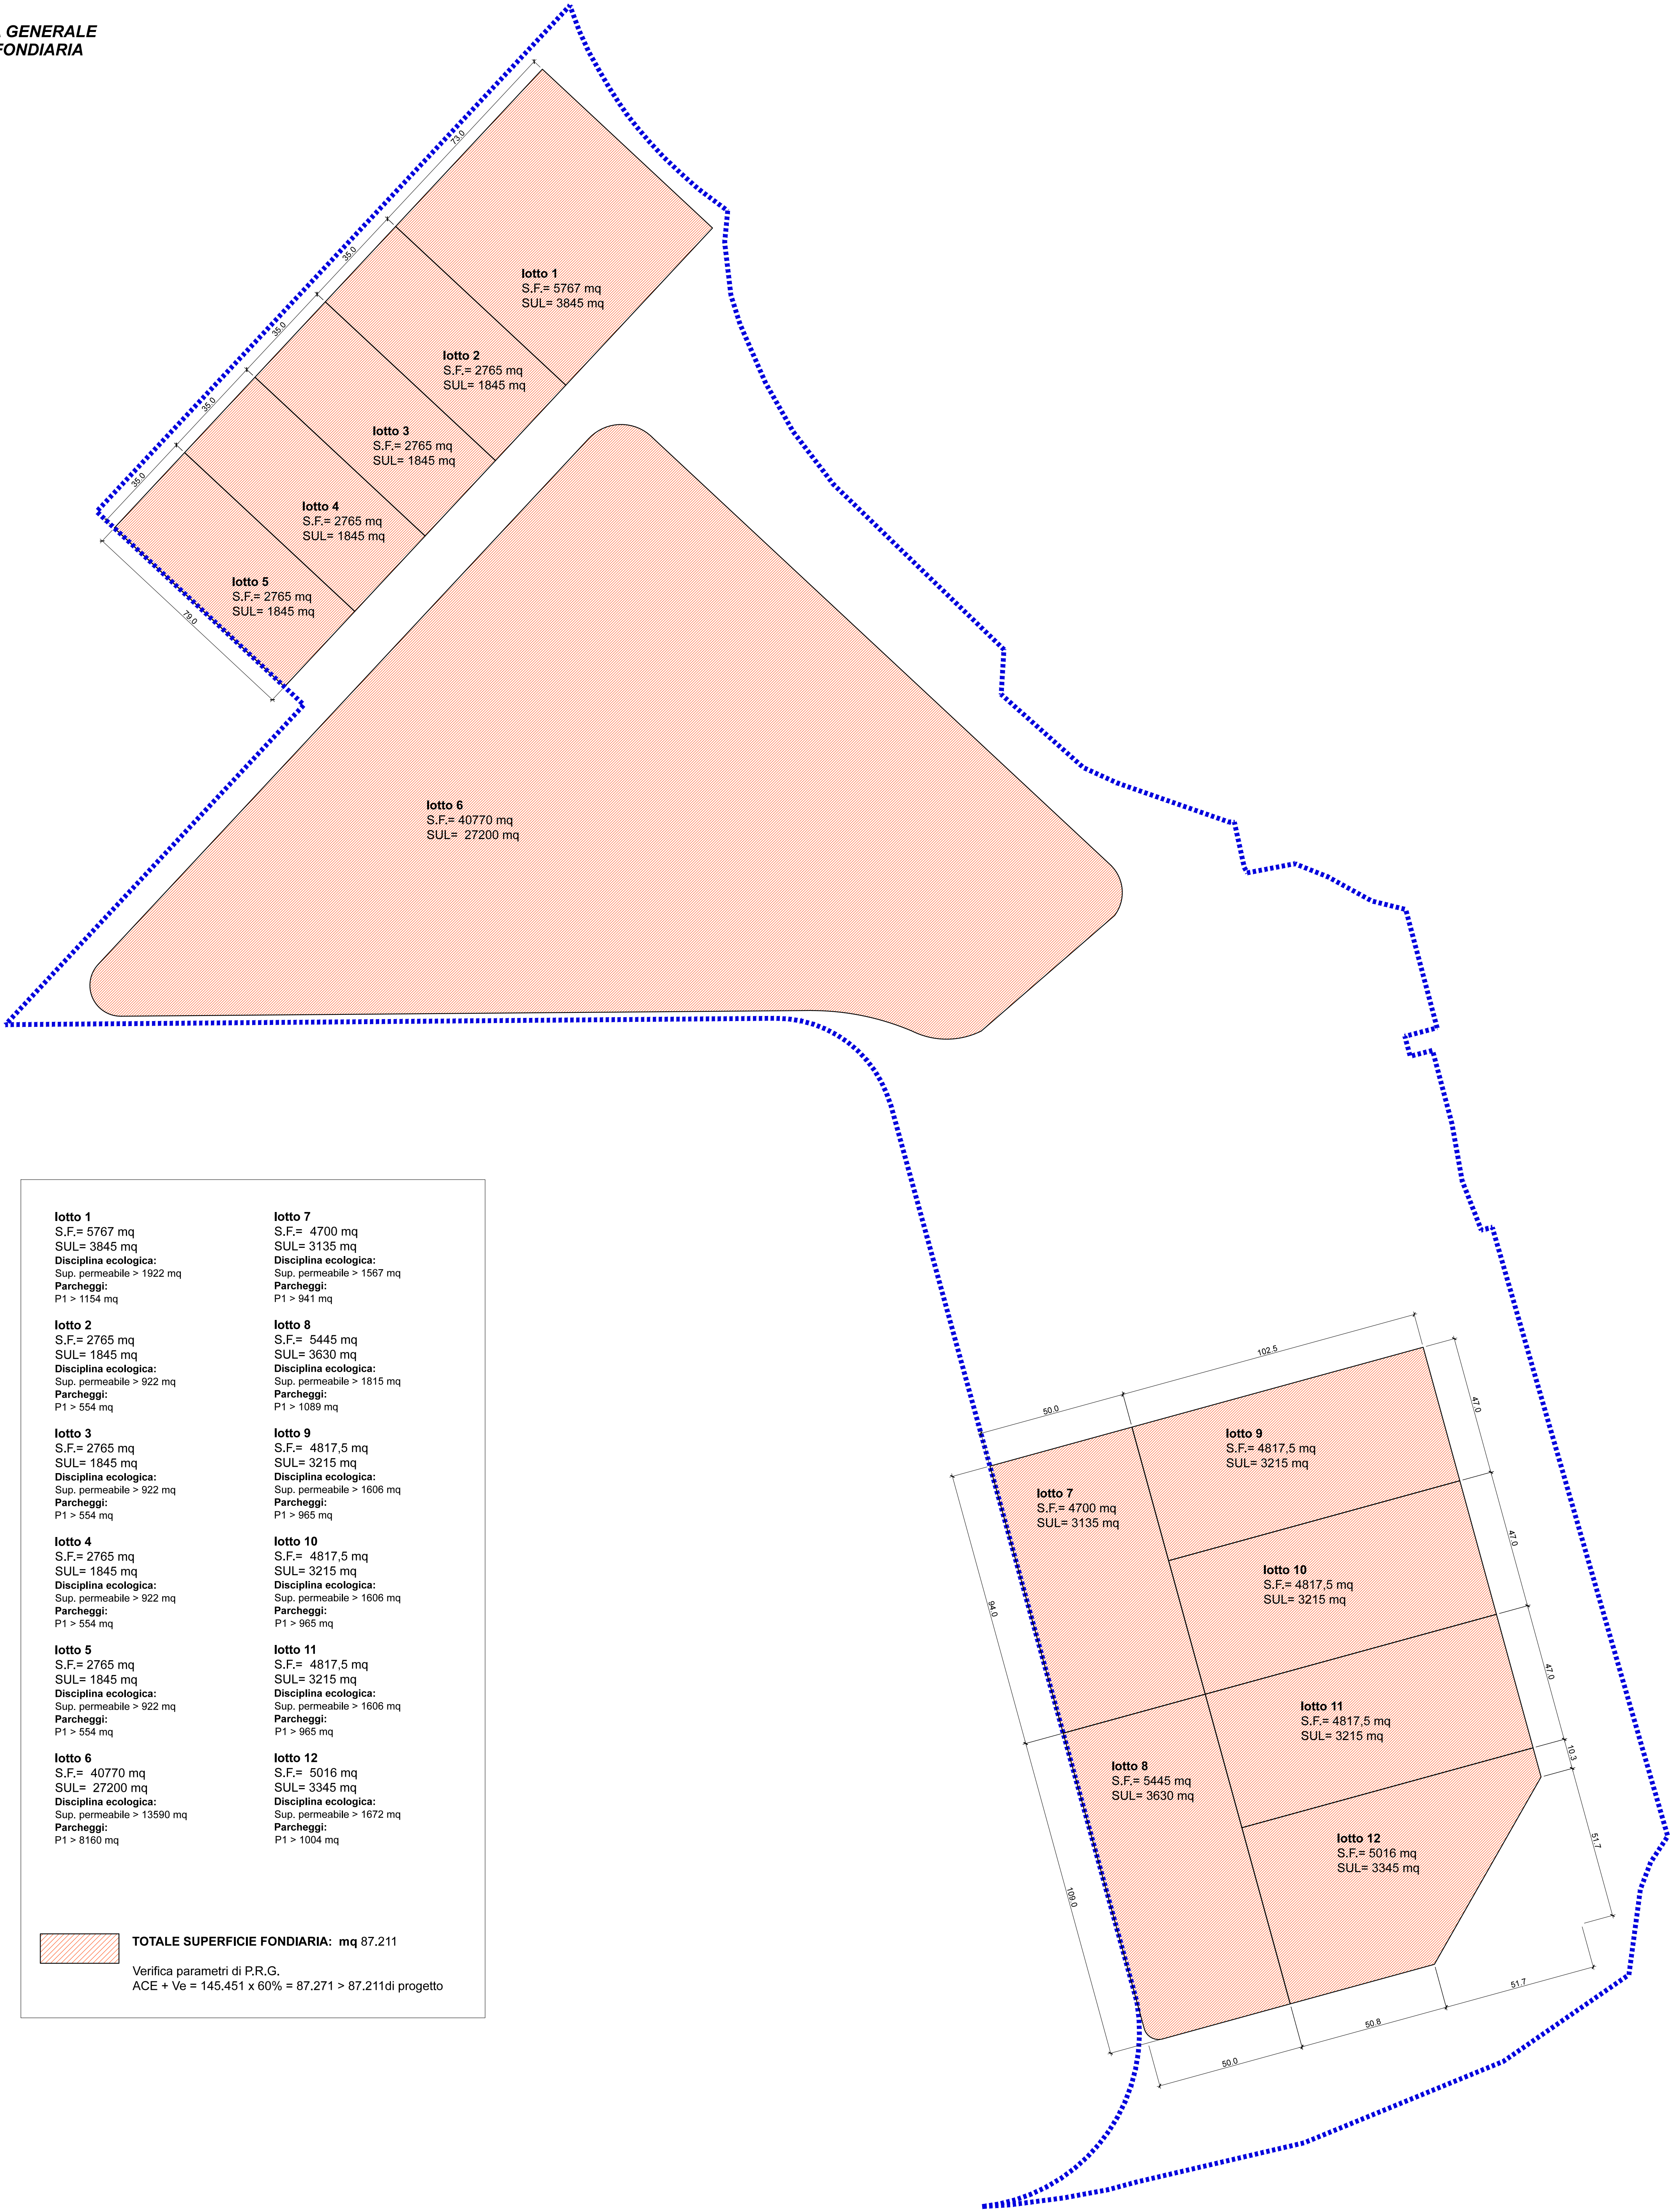 GENERALE
FONDIARIA
73.0
35.0
35.0
35.0
35.0
79.0
lotto 1
S.F.= 5767 mq
SUL= 3845 mq
lotto 2
S.F.= 2765 mq
SUL= 1845 mq
lotto 3
S.F.= 2765 mq
SUL= 1845 mq
lotto 4
S.F.= 2765 mq
SUL= 1845 mq
lotto 5
S.F.= 2765 mq
SUL= 1845 mq
lotto 6
S.F.= 40770 mq
SUL= 27200 mq
lotto 1
S.F.= 5767 mq
SUL= 3845 mq
Disciplina ecologica:
Sup. permeabile > 1922 mq
Parcheggi:
P1 > 1154 mq
lotto 2
S.F.= 2765 mq
SUL= 1845 mq
Disciplina ecologica:
Sup. permeabile > 922 mq
Parcheggi:
P1 > 554 mq
lotto 3
S.F.= 2765 mq
SUL= 1845 mq
Disciplina ecologica:
Sup. permeabile > 922 mq
Parcheggi:
P1 > 554 mq
lotto 4
S.F.= 2765 mq
SUL= 1845 mq
Disciplina ecologica:
Sup. permeabile > 922 mq
Parcheggi:
P1 > 554 mq
lotto 5
S.F.= 2765 mq
SUL= 1845 mq
Disciplina ecologica:
Sup. permeabile > 922 mq
Parcheggi:
P1 > 554 mq
lotto 6
S.F.= 40770 mq
SUL= 27200 mq
Disciplina ecologica:
Sup. permeabile > 13590 mq
Parcheggi:
P1 > 8160 mq
lotto 7
S.F.= 4700 mq
SUL= 3135 mq
Disciplina ecologica:
Sup. permeabile > 1567 mq
Parcheggi:
P1 > 941 mq
lotto 8
S.F.= 5445 mq
SUL= 3630 mq
Disciplina ecologica:
Sup. permeabile > 1815 mq
Parcheggi:
P1 > 1089 mq
lotto 9
S.F.= 4817,5 mq
SUL= 3215 mq
Disciplina ecologica:
Sup. permeabile > 1606 mq
Parcheggi:
P1 > 965 mq
lotto 10
S.F.= 4817,5 mq
SUL= 3215 mq
Disciplina ecologica:
Sup. permeabile > 1606 mq
Parcheggi:
P1 > 965 mq
lotto 11
S.F.= 4817,5 mq
SUL= 3215 mq
Disciplina ecologica:
Sup. permeabile > 1606 mq
Parcheggi:
P1 > 965 mq
lotto 12
S.F.= 5016 mq
SUL= 3345 mq
Disciplina ecologica:
Sup. permeabile > 1672 mq
Parcheggi:
P1 > 1004 mq
TOTALE SUPERFICIE FONDIARIA: mq 87.211
Verifica parametri di P.R.G.
ACE + Ve = 145.451 x 60% = 87.271 > 87.211di progetto
102.5
50.0
47.0
47.0
47.0
10.3
51.7
94.0
109.0
50.0
50.8
51.7
lotto 9
S.F.= 4817,5 mq
SUL= 3215 mq
lotto 7
S.F.= 4700 mq
SUL= 3135 mq
lotto 10
S.F.= 4817,5 mq
SUL= 3215 mq
lotto 11
S.F.= 4817,5 mq
SUL= 3215 mq
lotto 8
S.F.= 5445 mq
SUL= 3630 mq
lotto 12
S.F.= 5016 mq
SUL= 3345 mq